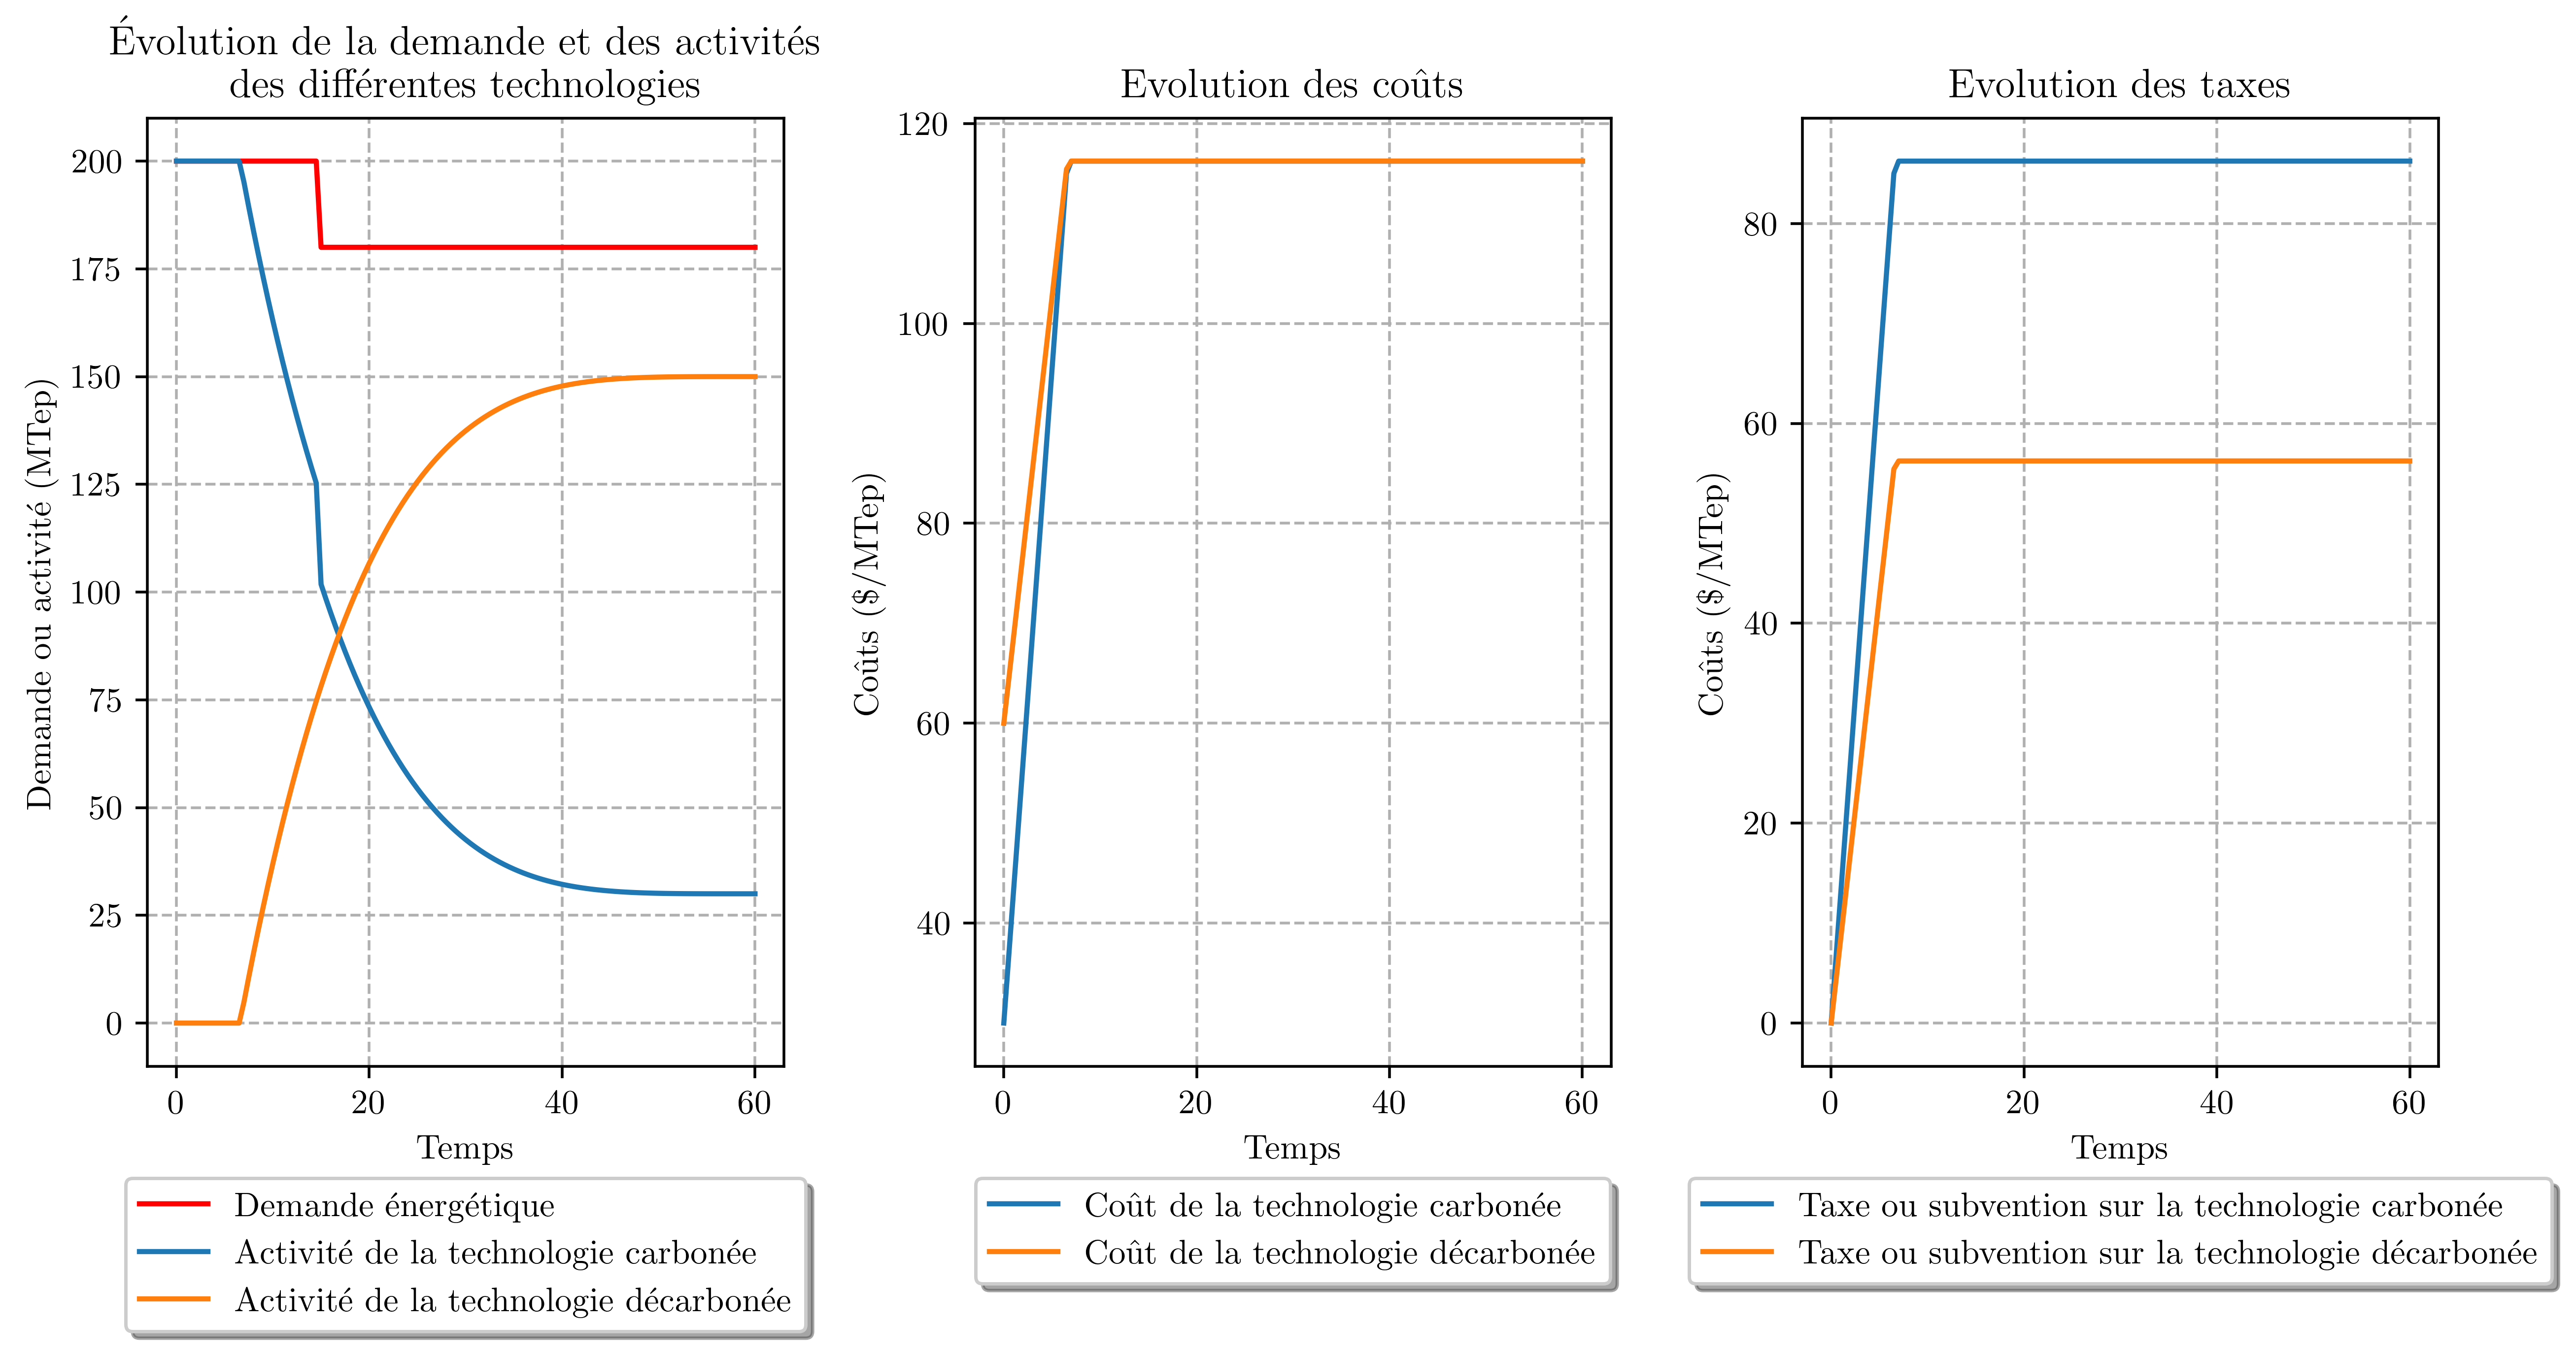 Évolution de la demande et des activités
des différentes technologies
Demande ou activité (MTep)
200
175
150
125
100
75
50
25
0
0 20 40 60
Temps
Demande énergétique
Activité de la technologie carbonée
Activité de la technologie décarbonée
Evolution des coûts
Coûts ($/MTep)
120
100
80
60
40
0 20 40 60
Temps
Coût de la technologie carbonée
Coût de la technologie décarbonée
Evolution des taxes
Coûts ($/MTep)
80
60
40
20
0
0 20 40 60
Temps
Taxe ou subvention sur la technologie carbonée
Taxe ou subvention sur la technologie décarbonée